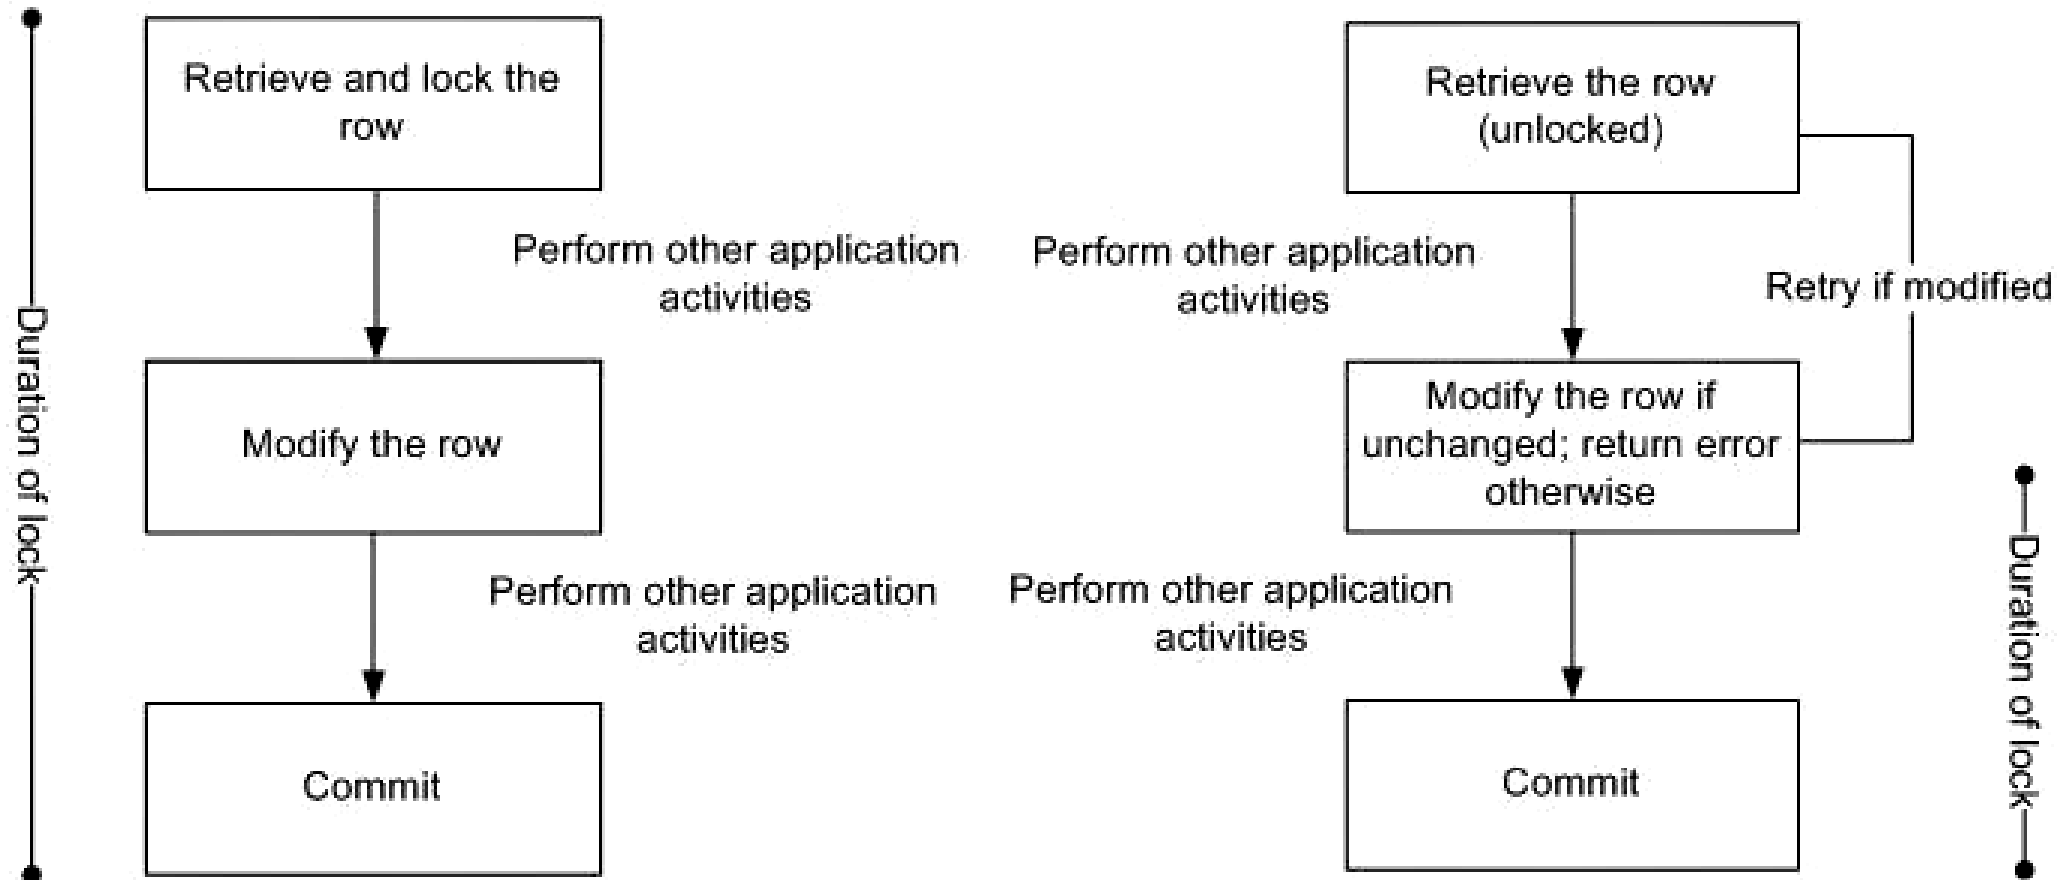 Retrieve and lock the
row
Perform other application
activities
Modify the row
Perform other application
activities
Commit
Duration of lock
Retrieve the row
(unlocked)
Perform other application
activities
Retry if modified
Modify the row if
unchanged; return error
otherwise
Perform other application
activities
Commit
Duration of lock